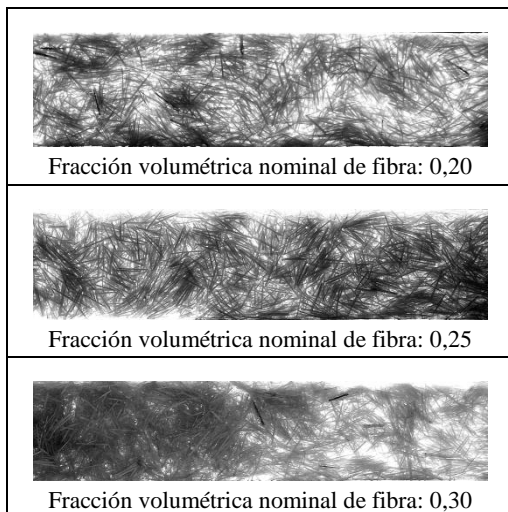 Fracción volumétrica nominal de fibra: 0,20
Fracción volumétrica nominal de fibra: 0,25
Fracción volumétrica nominal de fibra: 0,30